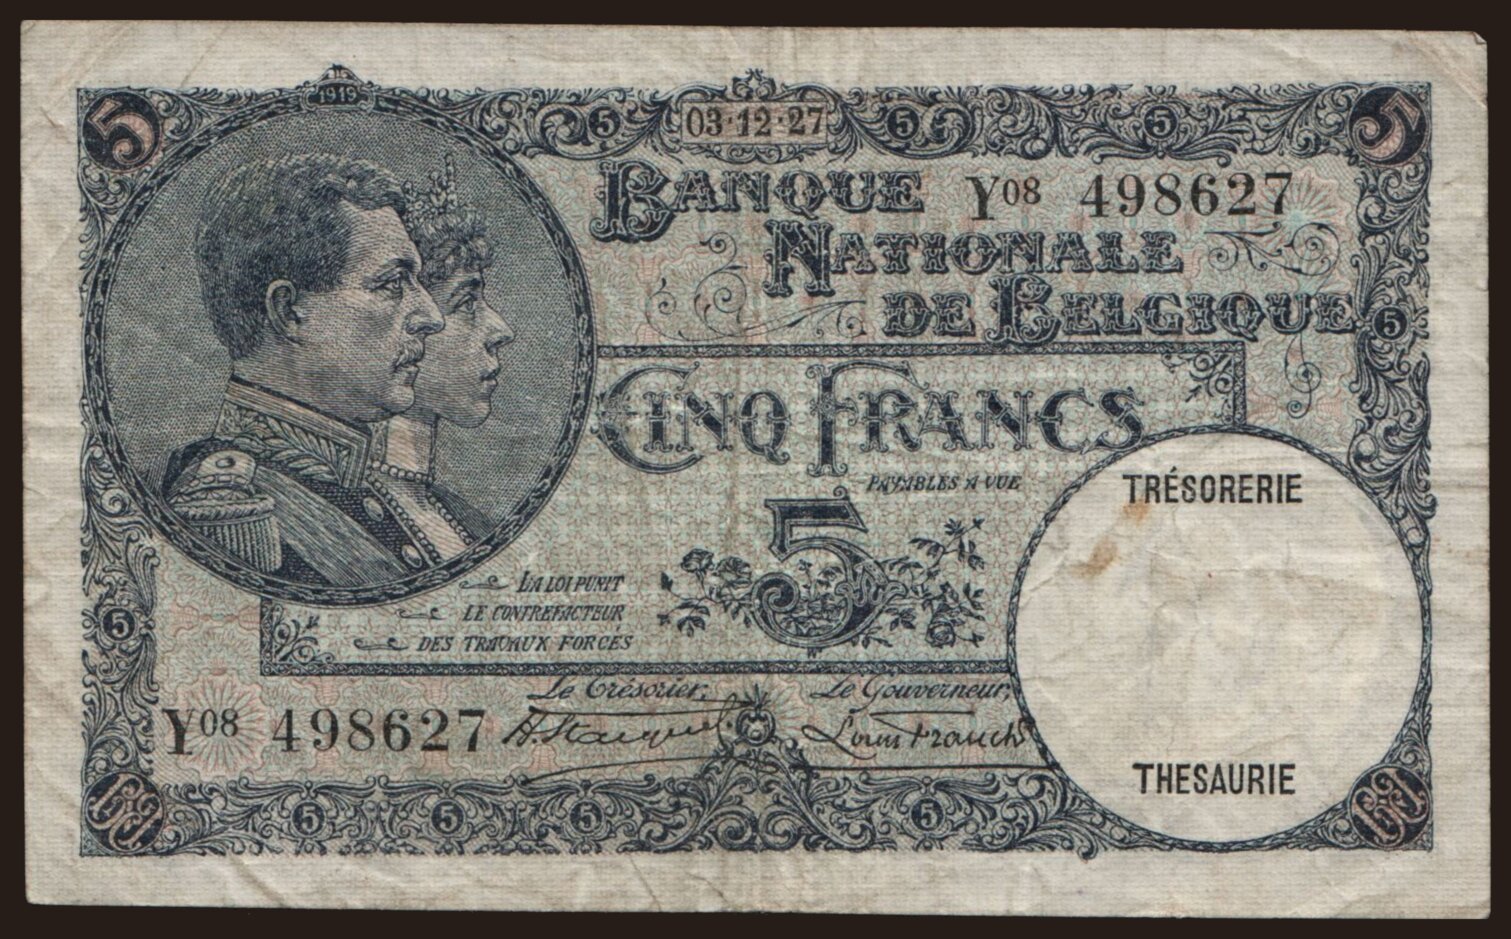 1919
5
5 03·12·27 5 5
5
BANQUE Y08 498627
NATIONALE
DE BELGIQUE
5
CINQ FRANCS
PAYABLES A VUE
5
TRÉSORERIE
LA LOI PUNIT
LE CONTREFACTEUR
DES TRAVAUX FORCÉS
5
Le Trésorier, Le Gouverneur,
Y08 498627
THESAURIE
5 5 5 5